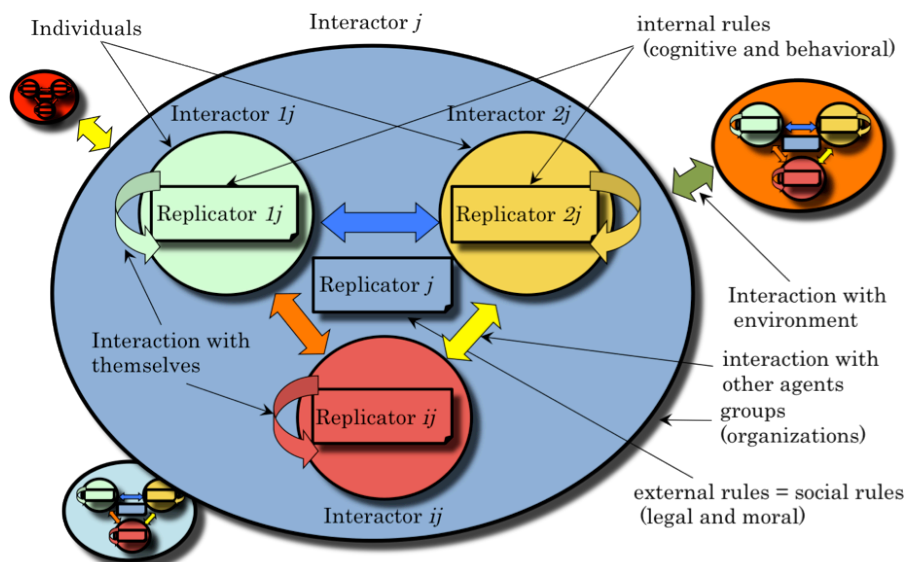 Individuals
Interactor j
internal rules
(cognitive and behavioral)
Interactor 1j
Interactor 2j
Replicator 1j
Replicator 2j
Replicator j
Interaction with
themselves
Replicator ij
Interactor ij
Interaction with
environment
interaction with
other agents
groups
(organizations)
external rules = social rules
(legal and moral)